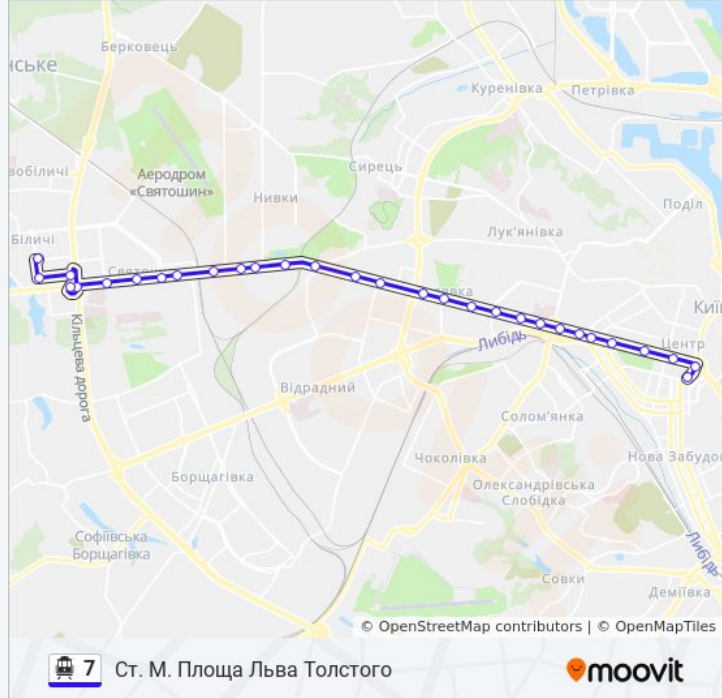 Берковець
нське
Куренівка
Петрівка
Сирець
Аеродром
«Святошин»
вобіличі
Нивки
Поділ
Лук'янівка
Біличі
Київ
Либідь
Центр
Кільцева дорога
Відрадний
Солом'янка
Чоколівка
Нова Забудо
Борщагівка
Олександрівська
Слобідка
Софіївська
Борщагівка
Либідь
Совки
Деміївка
© OpenStreetMap contributors | © OpenMapTiles
7 Ст. М. Площа Льва Толстого
moovit